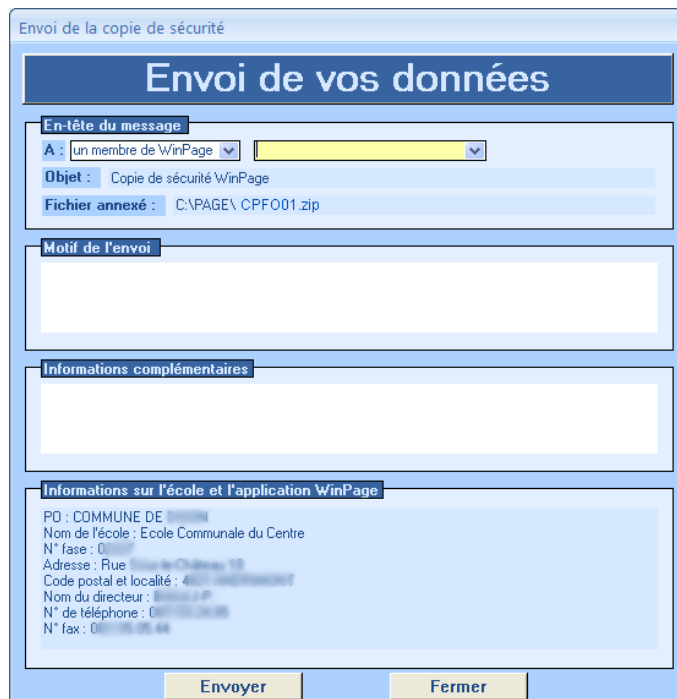 Envoi de la copie de sécurité
Envoi de vos données
En-tête du message
A : un membre de WinPage
Objet : Copie de sécurité WinPage
Fichier annexé : C:\PAGE\ CPFO01.zip
Motif de l'envoi
Informations complémentaires
Informations sur l'école et l'application WinPage
PO : COMMUNE DE
Nom de l'école : Ecole Communale du Centre
N° fase :
Adresse : Rue
Code postal et localité :
Nom du directeur :
N° de téléphone :
N° fax :
Envoyer Fermer